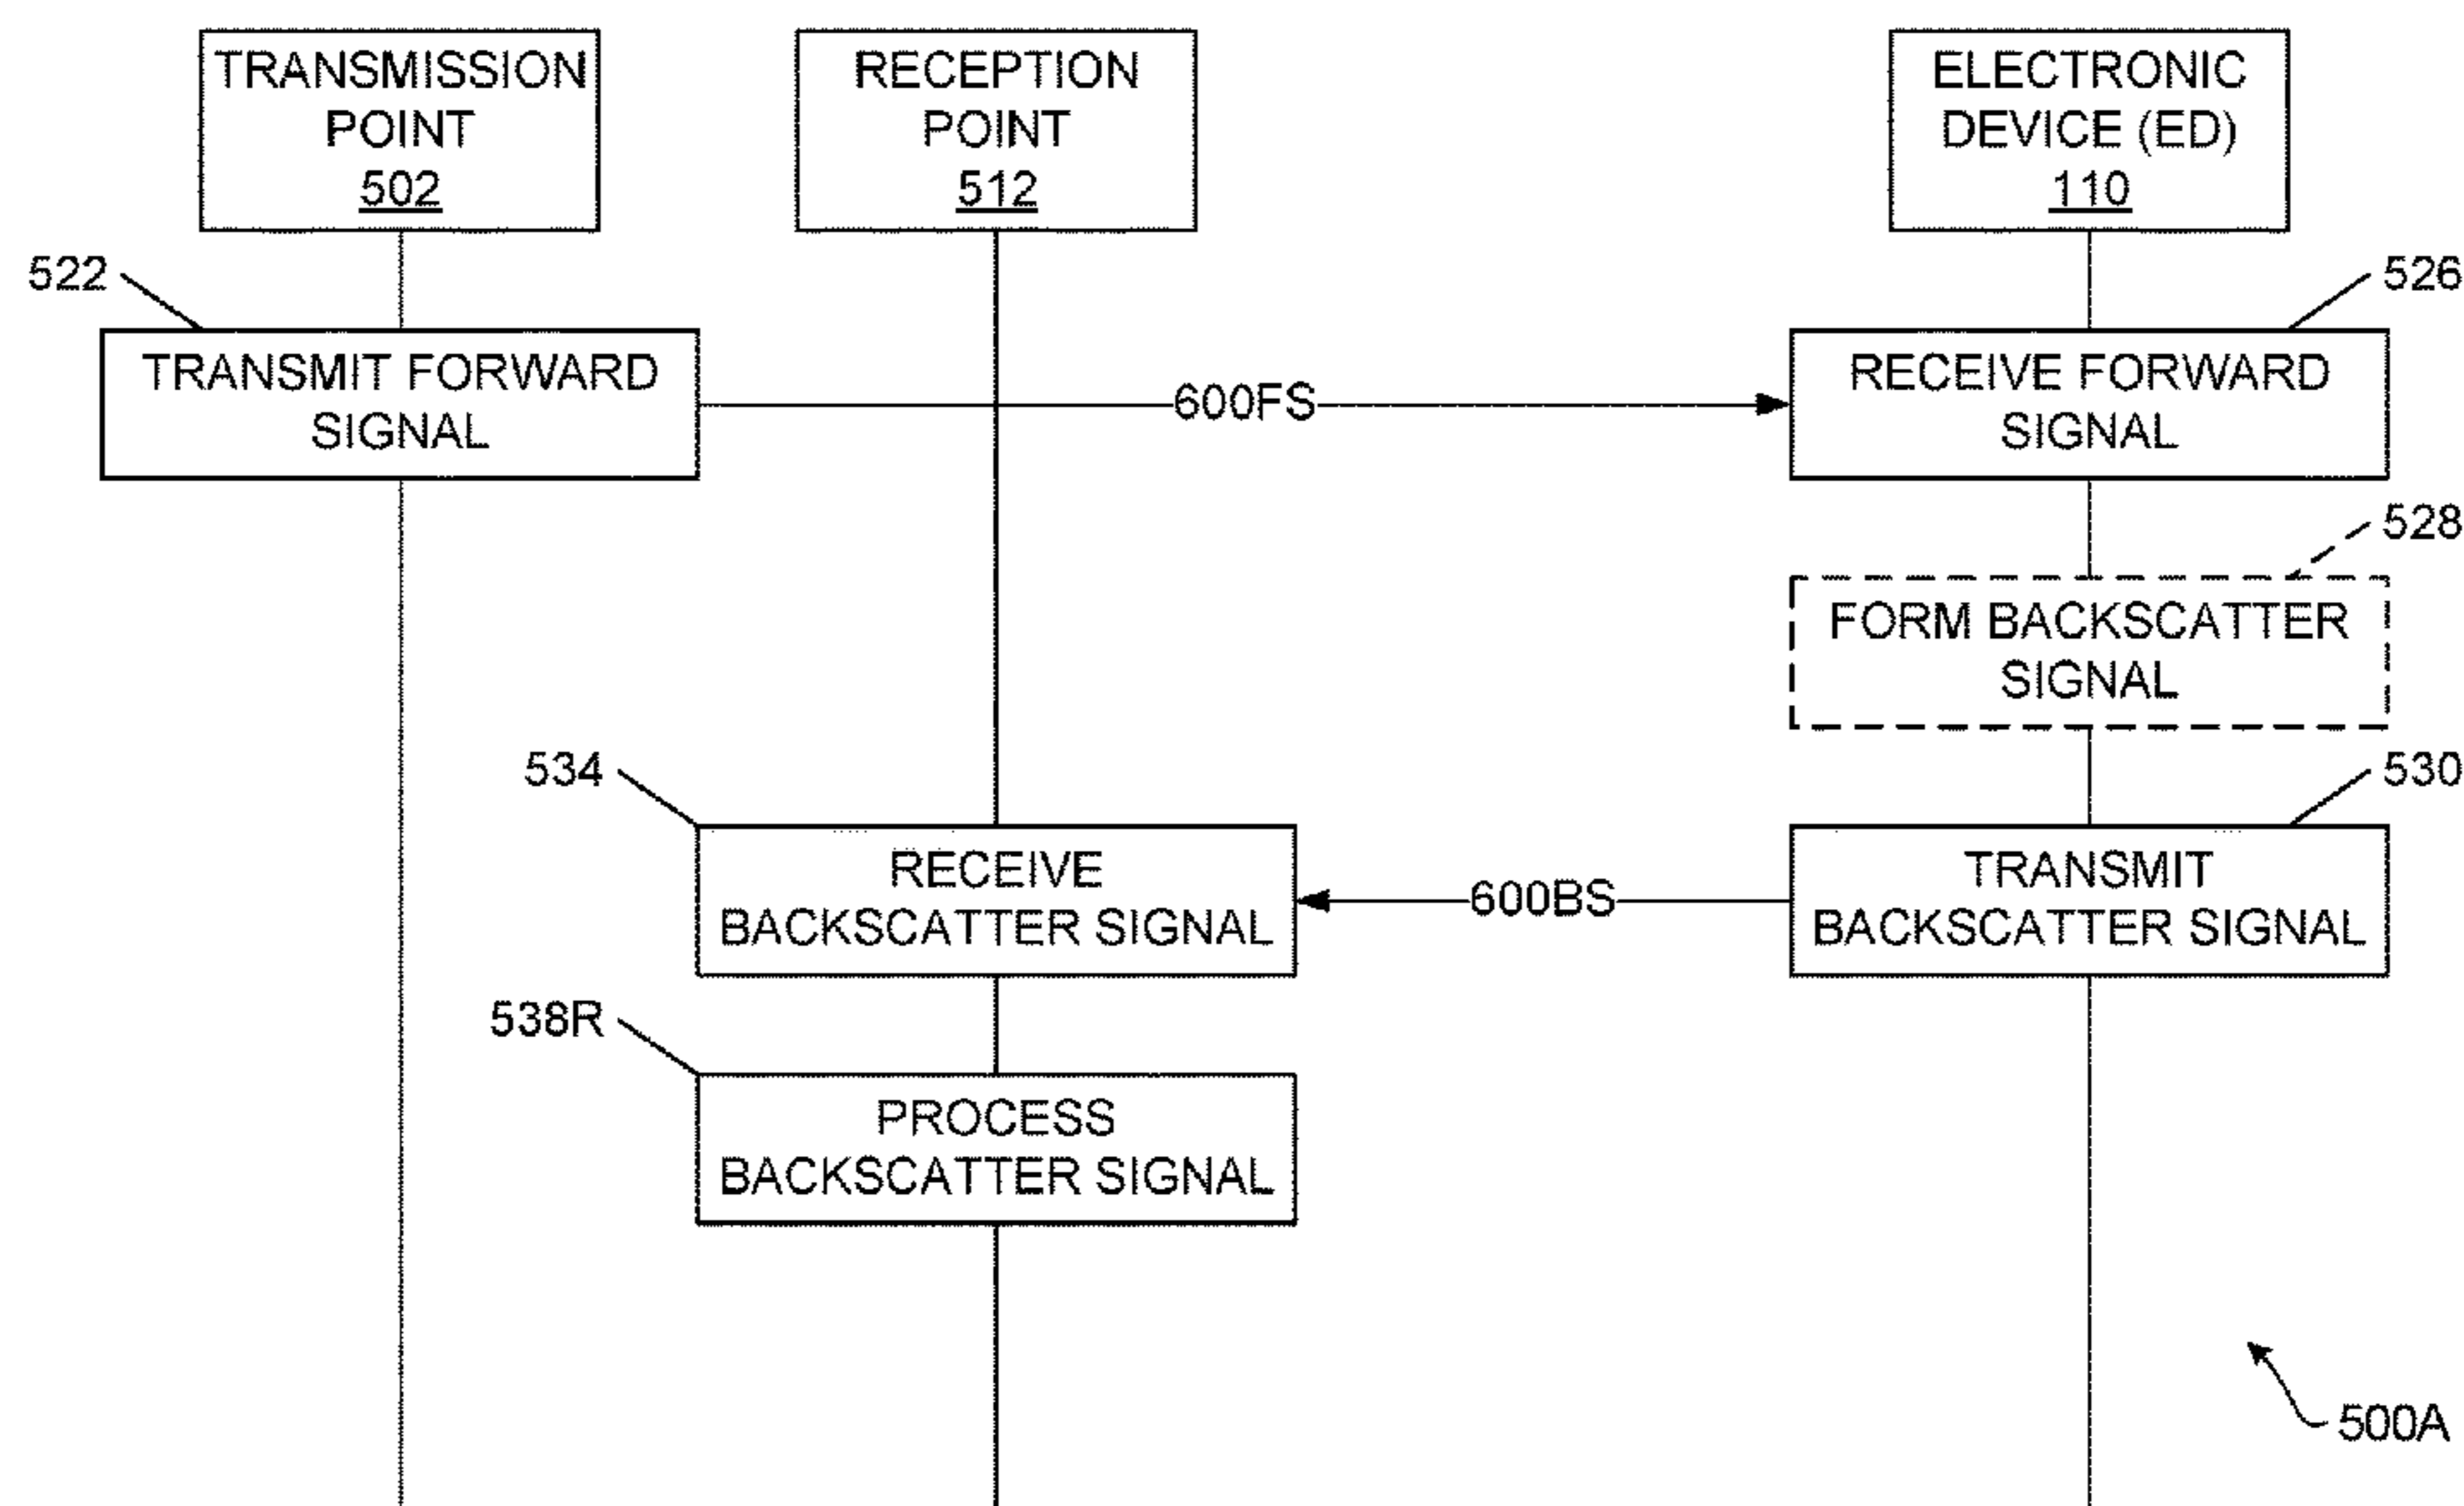 TRANSMISSION
POINT
502
RECEPTION
POINT
512
ELECTRONIC
DEVICE (ED)
110
522
526
TRANSMIT FORWARD
SIGNAL
600FS
RECEIVE FORWARD
SIGNAL
528
FORM BACKSCATTER
SIGNAL
534
530
RECEIVE
BACKSCATTER SIGNAL
600BS
TRANSMIT
BACKSCATTER SIGNAL
538R
PROCESS
BACKSCATTER SIGNAL
500A